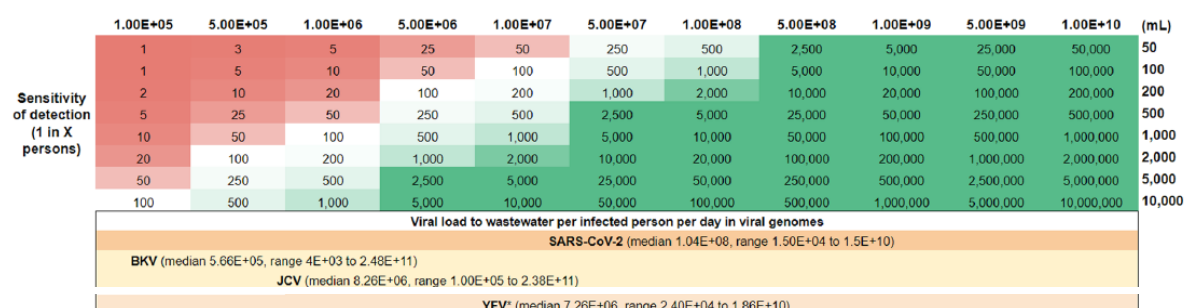 1.00E+05 5.00E+05 1.00E+06 5.00E+06 1.00E+07 5.00E+07 1.00E+08 5.00E+08 1.00E+09 5.00E+09 1.00E+10 (mL)
1 3 5 25 50 250 500 2,500 5,000 25,000 50,000 50
1 5 10 50 100 500 1,000 5,000 10,000 50,000 100,000 100
Sensitivity 2 10 20 100 200 1,000 2,000 10,000 20,000 100,000 200,000 200
of detection 5 25 50 250 500 2,500 5,000 25,000 50,000 250,000 500,000 500
(1 in X 10 50 100 500 1,000 5,000 10,000 50,000 100,000 500,000 1,000,000 1,000
persons) 20 100 200 1,000 2,000 10,000 20,000 100,000 200,000 1,000,000 2,000,000 2,000
50 250 500 2,500 5,000 25,000 50,000 250,000 500,000 2,500,000 5,000,000 5,000
100 500 1,000 5,000 10,000 50,000 100,000 500,000 1,000,000 5,000,000 10,000,000 10,000
Viral load to wastewater per infected person per day in viral genomes
SARS-CoV-2 (median 1.04E+08, range 1.50E+04 to 1.5E+10)
BKV (median 5.66E+05, range 4E+03 to 2.48E+11)
JCV (median 8.26E+06, range 1.00E+05 to 2.38E+11)
YFV* (median 7.26E+06, range 2.40E+04 to 1.86E+10)